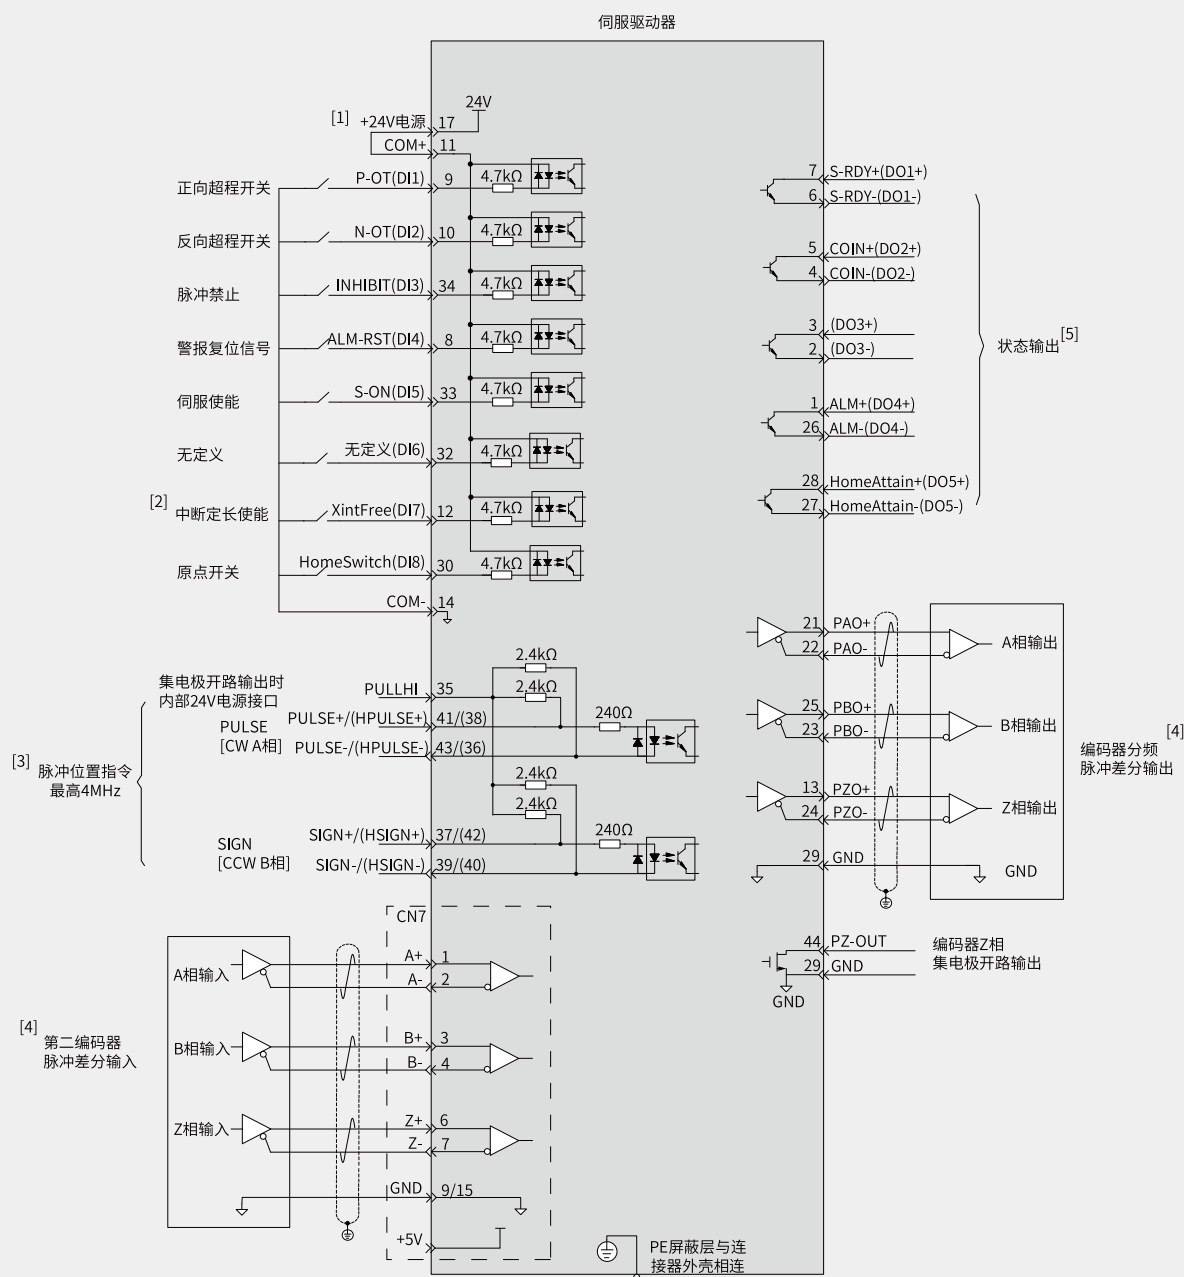 伺服驱动器
24V
[1]
+24V电源
17
COM+
11
正向超程开关
P-OT(DI1)
9
4.7kΩ
反向超程开关
N-OT(DI2)
10
4.7kΩ
脉冲禁止
INHIBIT(DI3)
34
4.7kΩ
警报复位信号
ALM-RST(DI4)
8
4.7kΩ
伺服使能
S-ON(DI5)
33
4.7kΩ
无定义
无定义(DI6)
32
4.7kΩ
[2]
中断定长使能
XintFree(DI7)
12
4.7kΩ
原点开关
HomeSwitch(DI8)
30
4.7kΩ
COM-
14
7
S-RDY+(DO1+)
6
S-RDY-(DO1-)
5
COIN+(DO2+)
4
COIN-(DO2-)
3
(DO3+)
2
(DO3-)
1
ALM+(DO4+)
26
ALM-(DO4-)
28
HomeAttain+(DO5+)
27
HomeAttain-(DO5-)
状态输出[5]
集电极开路输出时
内部24V电源接口
PULLHI
35
2.4kΩ
2.4kΩ
PULSE
[CW A相]
PULSE+/(HPULSE+)
41/(38)
240Ω
PULSE-/(HPULSE-)
43/(36)
[3]
脉冲位置指令
最高4MHz
2.4kΩ
2.4kΩ
SIGN
[CCW B相]
SIGN+/(HSIGN+)
37/(42)
240Ω
SIGN-/(HSIGN-)
39/(40)
21
PAO+
22
PAO-
A相输出
25
PBO+
23
PBO-
B相输出
13
PZO+
24
PZO-
Z相输出
29
GND
GND
[4]
编码器分频
脉冲差分输出
44
PZ-OUT
29
GND
GND
编码器Z相
集电极开路输出
CN7
A相输入
A+
1
A-
2
[4]
第二编码器
脉冲差分输入
B相输入
B+
3
B-
4
Z相输入
Z+
6
Z-
7
GND
9/15
+5V
PE屏蔽层与连
接器外壳相连